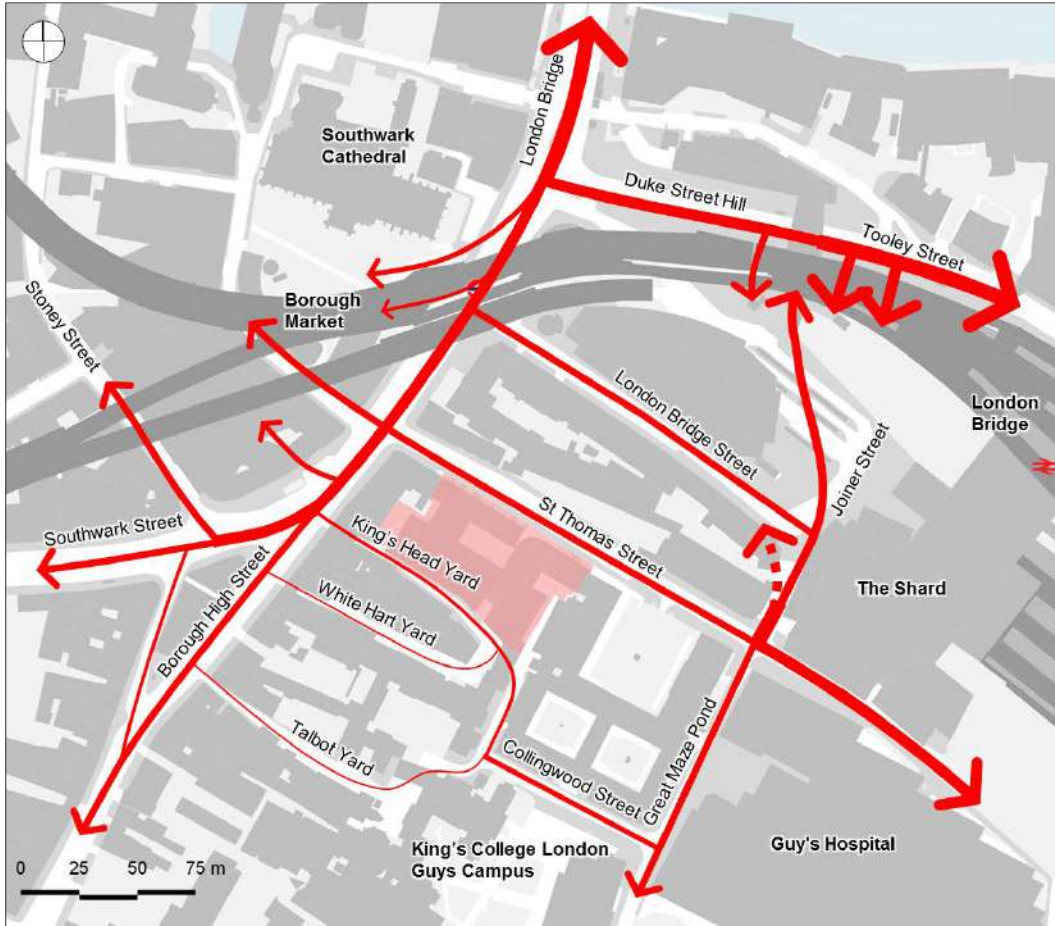 London Bridge
Southwark
Cathedral
Duke Street Hill
Tooley Street
Stoney Street
Borough
Market
London Bridge Street
London
Bridge
Joiner Street
Southwark Street
King's Head Yard
St Thomas Street
The Shard
White Hart Yard
Borough High Street
Talbot Yard
Collingwood Street
Great Maze Pond
King's College London
Guys Campus
Guy's Hospital
0 25 50 75 m